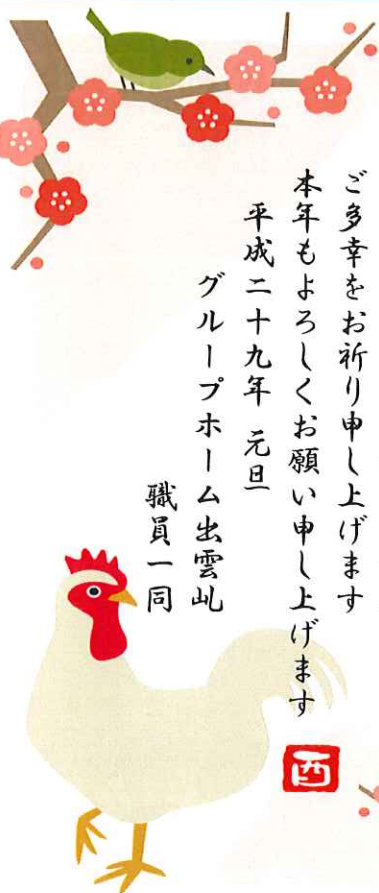 ご多幸をお祈り申し上げます
本年もよろしくお願い申し上げます
平成二十九年 元旦
グループホーム出雲乢
職員一同
酉